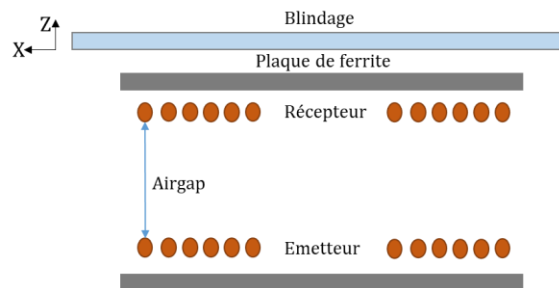 Blindage
Z
X
Plaque de ferrite
Récepteur
Airgap
Emetteur